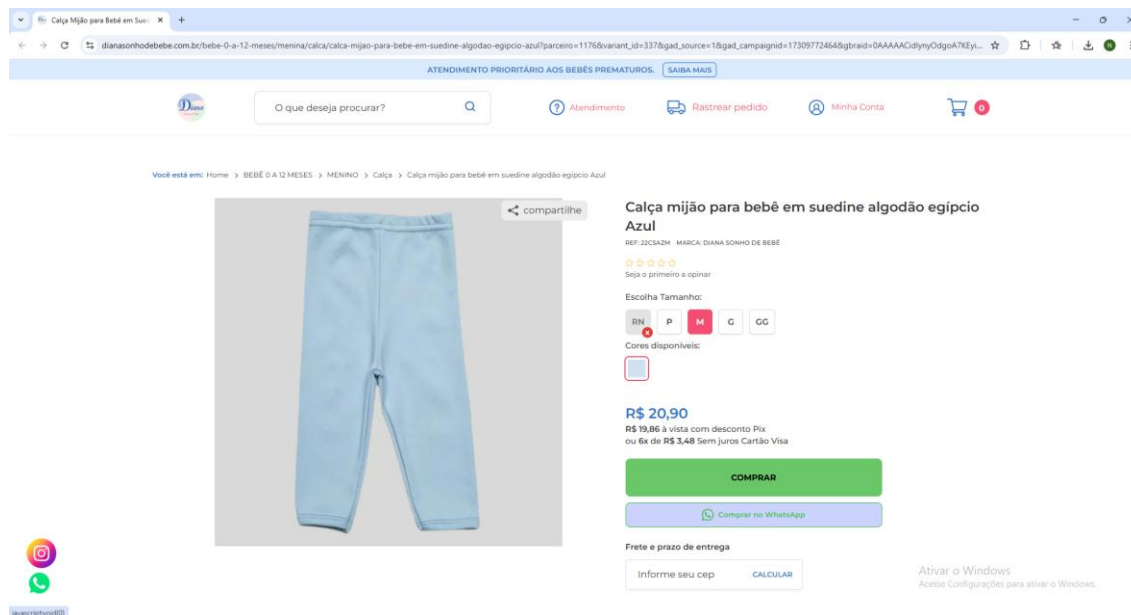 Calça Mijão para Bebê em Sue
dianasonhodebebe.com.br/bebe-0-a-12-meses/menina/calca/calca-mijao-para-bebe-em-suedine-algodao-egipcio-azul?parceiro=1176&variant_id=337&gad_source=1&gad_campaignid=17309772464&gbraid=0AAAAACidlynyOdgoA7KEyi...
ATENDIMENTO PRIORITÁRIO AOS BEBÊS PREMATUROS. SAIBA MAIS
Diana
O que deseja procurar?
Atendimento
Rastrear pedido
Minha Conta
0
Você está em: Home > BEBÊ 0 A 12 MESES > MENINO > Calça > Calça mijão para bebê em suedine algodão egípcio Azul
compartilhe
Calça mijão para bebê em suedine algodão egípcio
Azul
REF: 22CSAZM MARCA: DIANA SONHO DE BEBÊ
Seja o primeiro a opinar
Escolha Tamanho:
RN P M G GG
Cores disponíveis:
R$ 20,90
R$ 19,86 à vista com desconto Pix
ou 6x de R$ 3,48 Sem juros Cartão Visa
COMPRAR
Comprar no WhatsApp
Frete e prazo de entrega
Informe seu cep CALCULAR
Ativar o Windows
Acesse Configurações para ativar o Windows.
javascript:void(0)